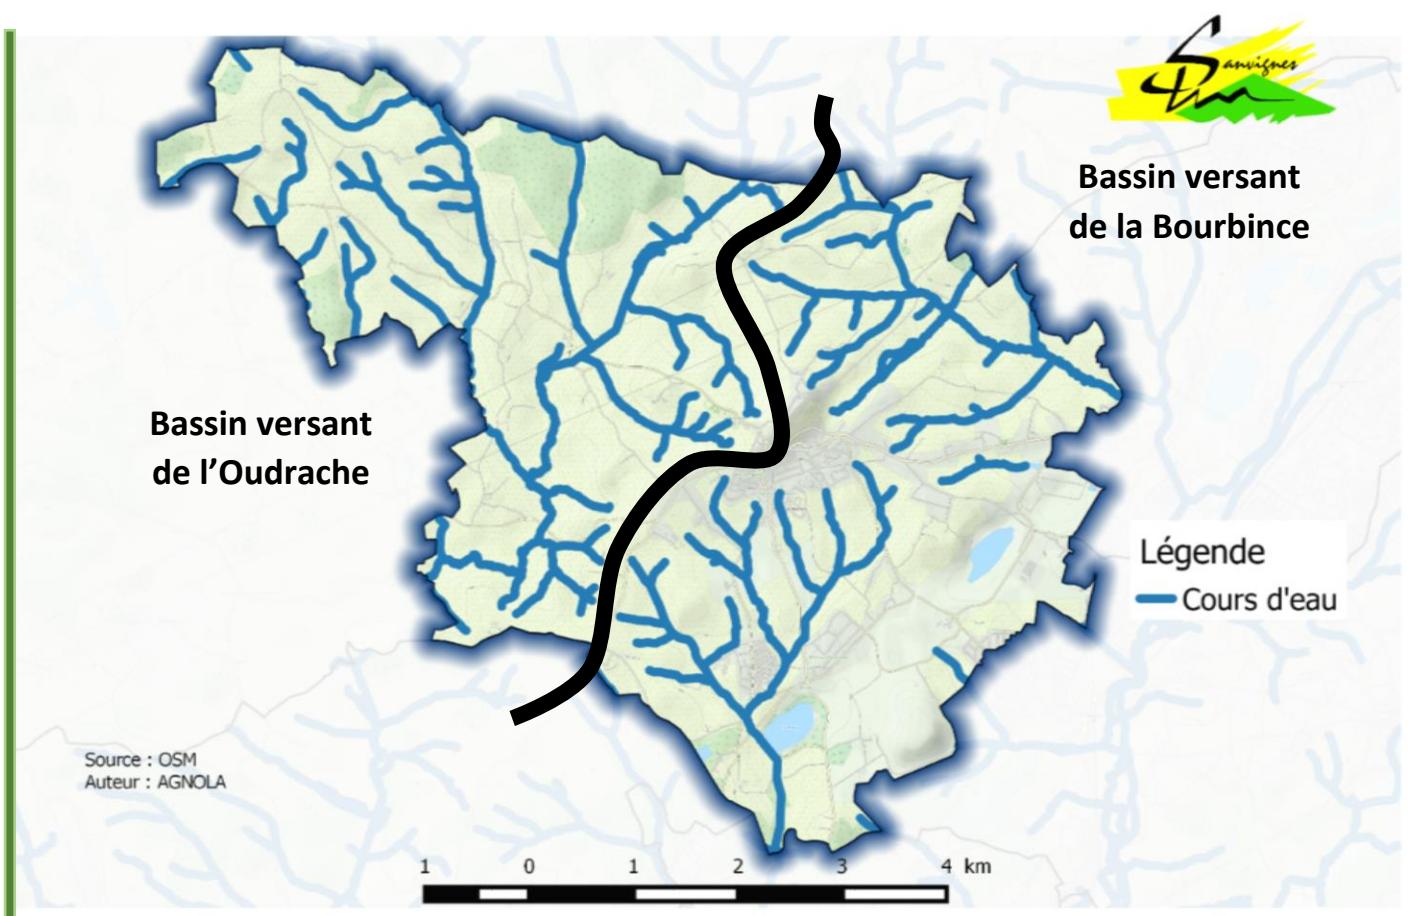 Sanvignes
Bassin versant
de la Bourbince
Bassin versant
de l’Oudrache
Légende
Cours d'eau
Source : OSM
Auteur : AGNOLA
1 0 1 2 3 4 km